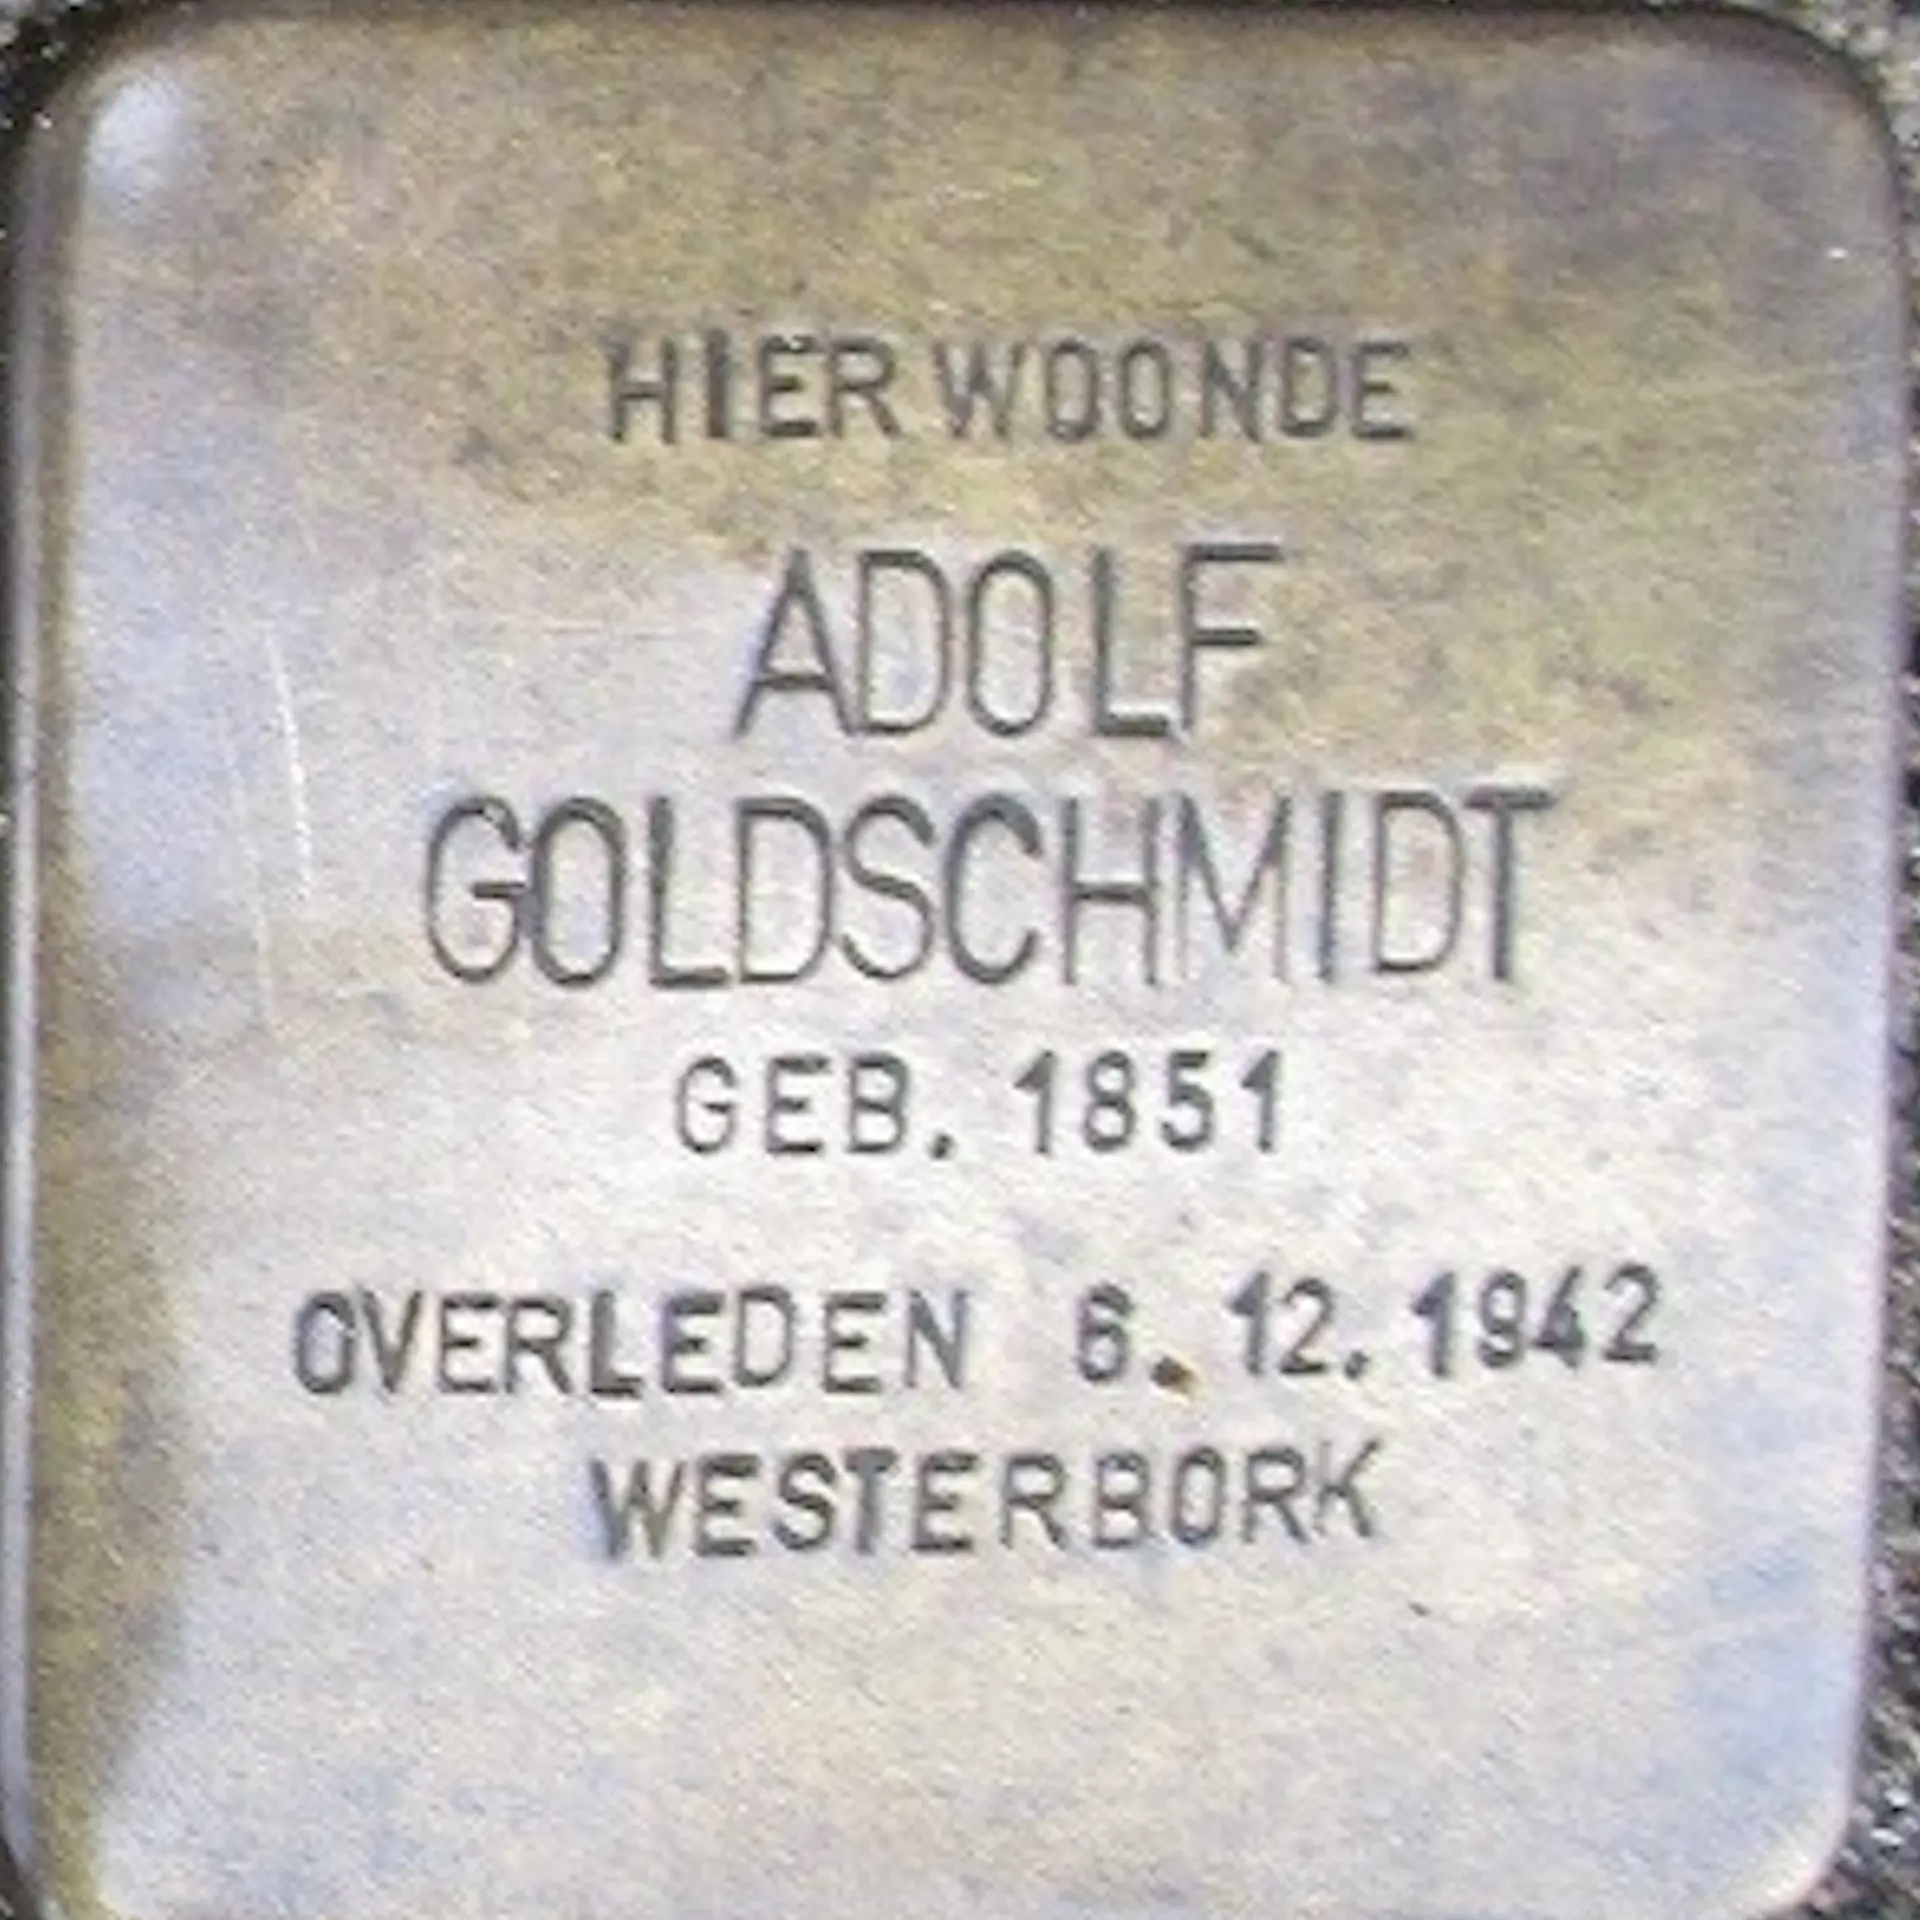 HIER WOONDE
ADOLF
GOLDSCHMIDT
GEB. 1851
OVERLEDEN 6.12.1942
WESTERBORK